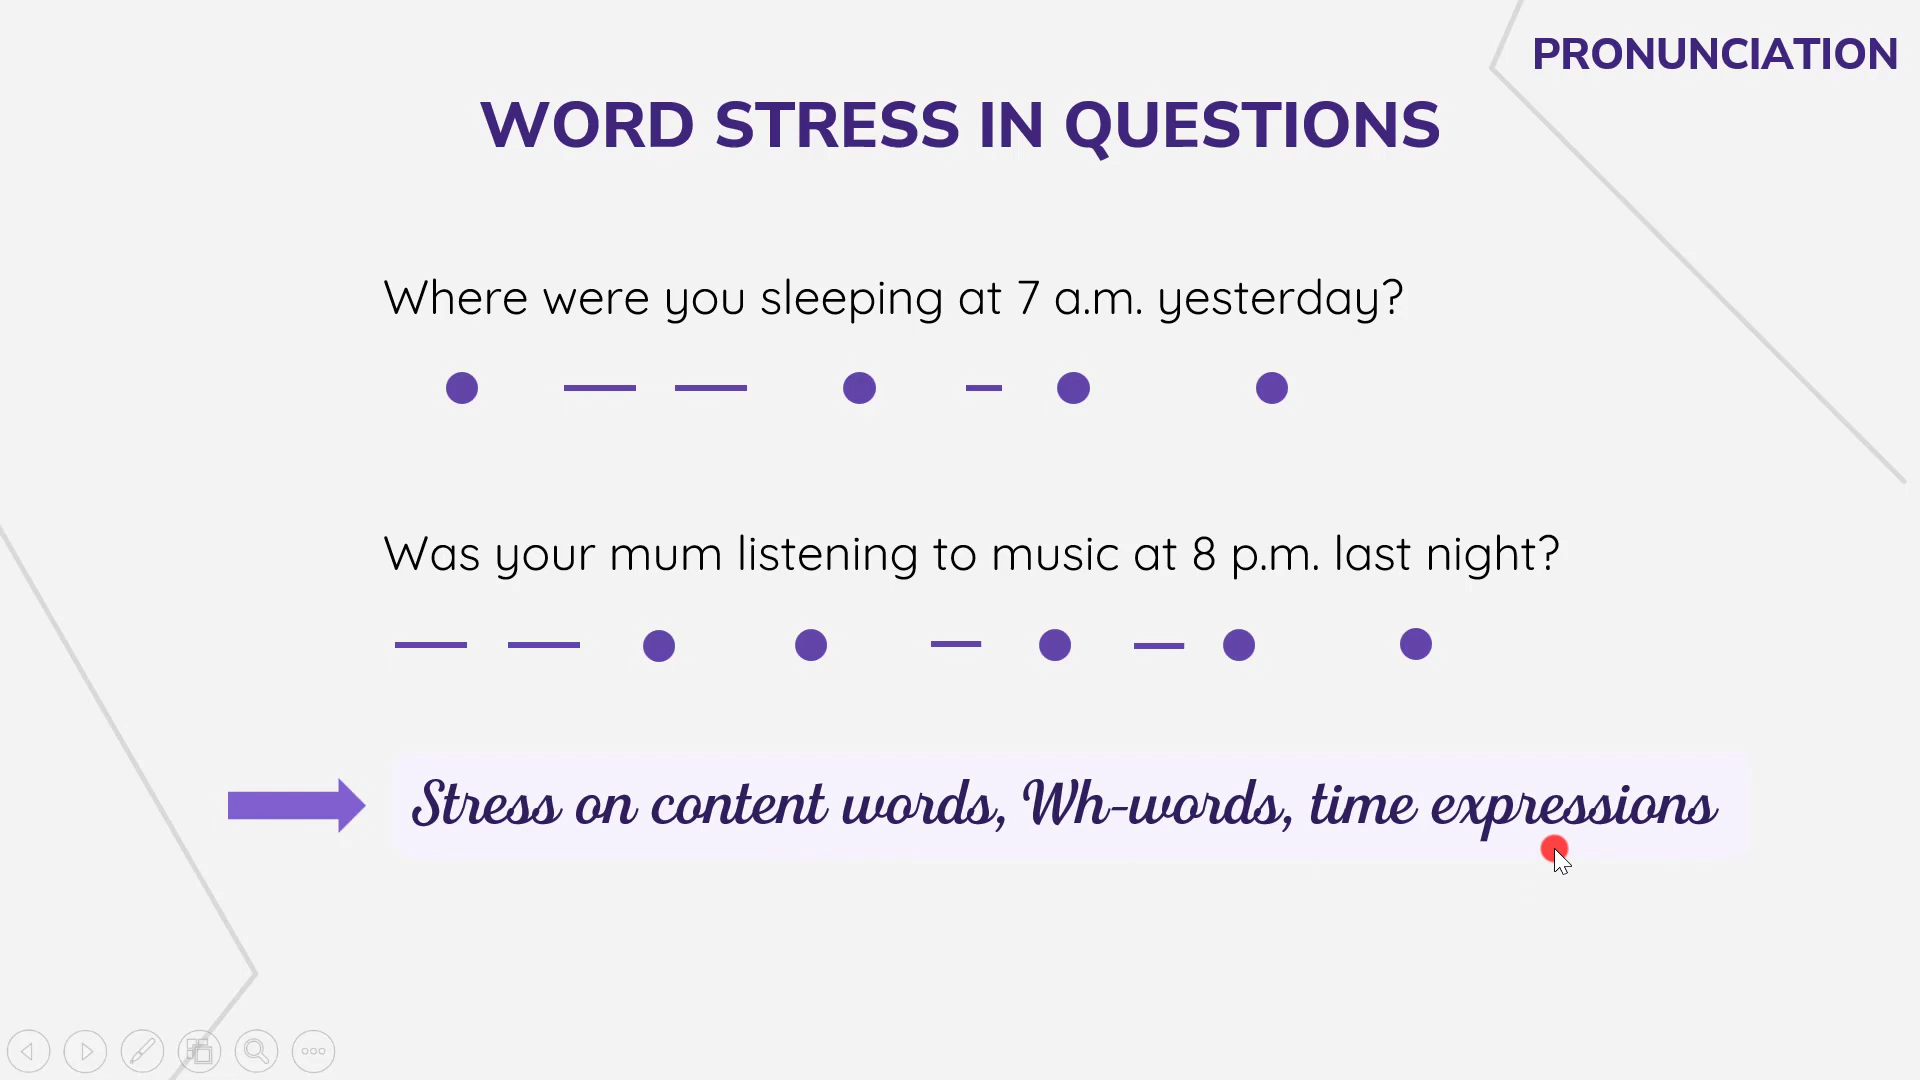 PRONUNCIATION
WORD STRESS IN QUESTIONS
Where were you sleeping at 7 a.m. yesterday?
Was your mum listening to music at 8 p.m. last night?
Stress on content words, Wh-words, time expressions